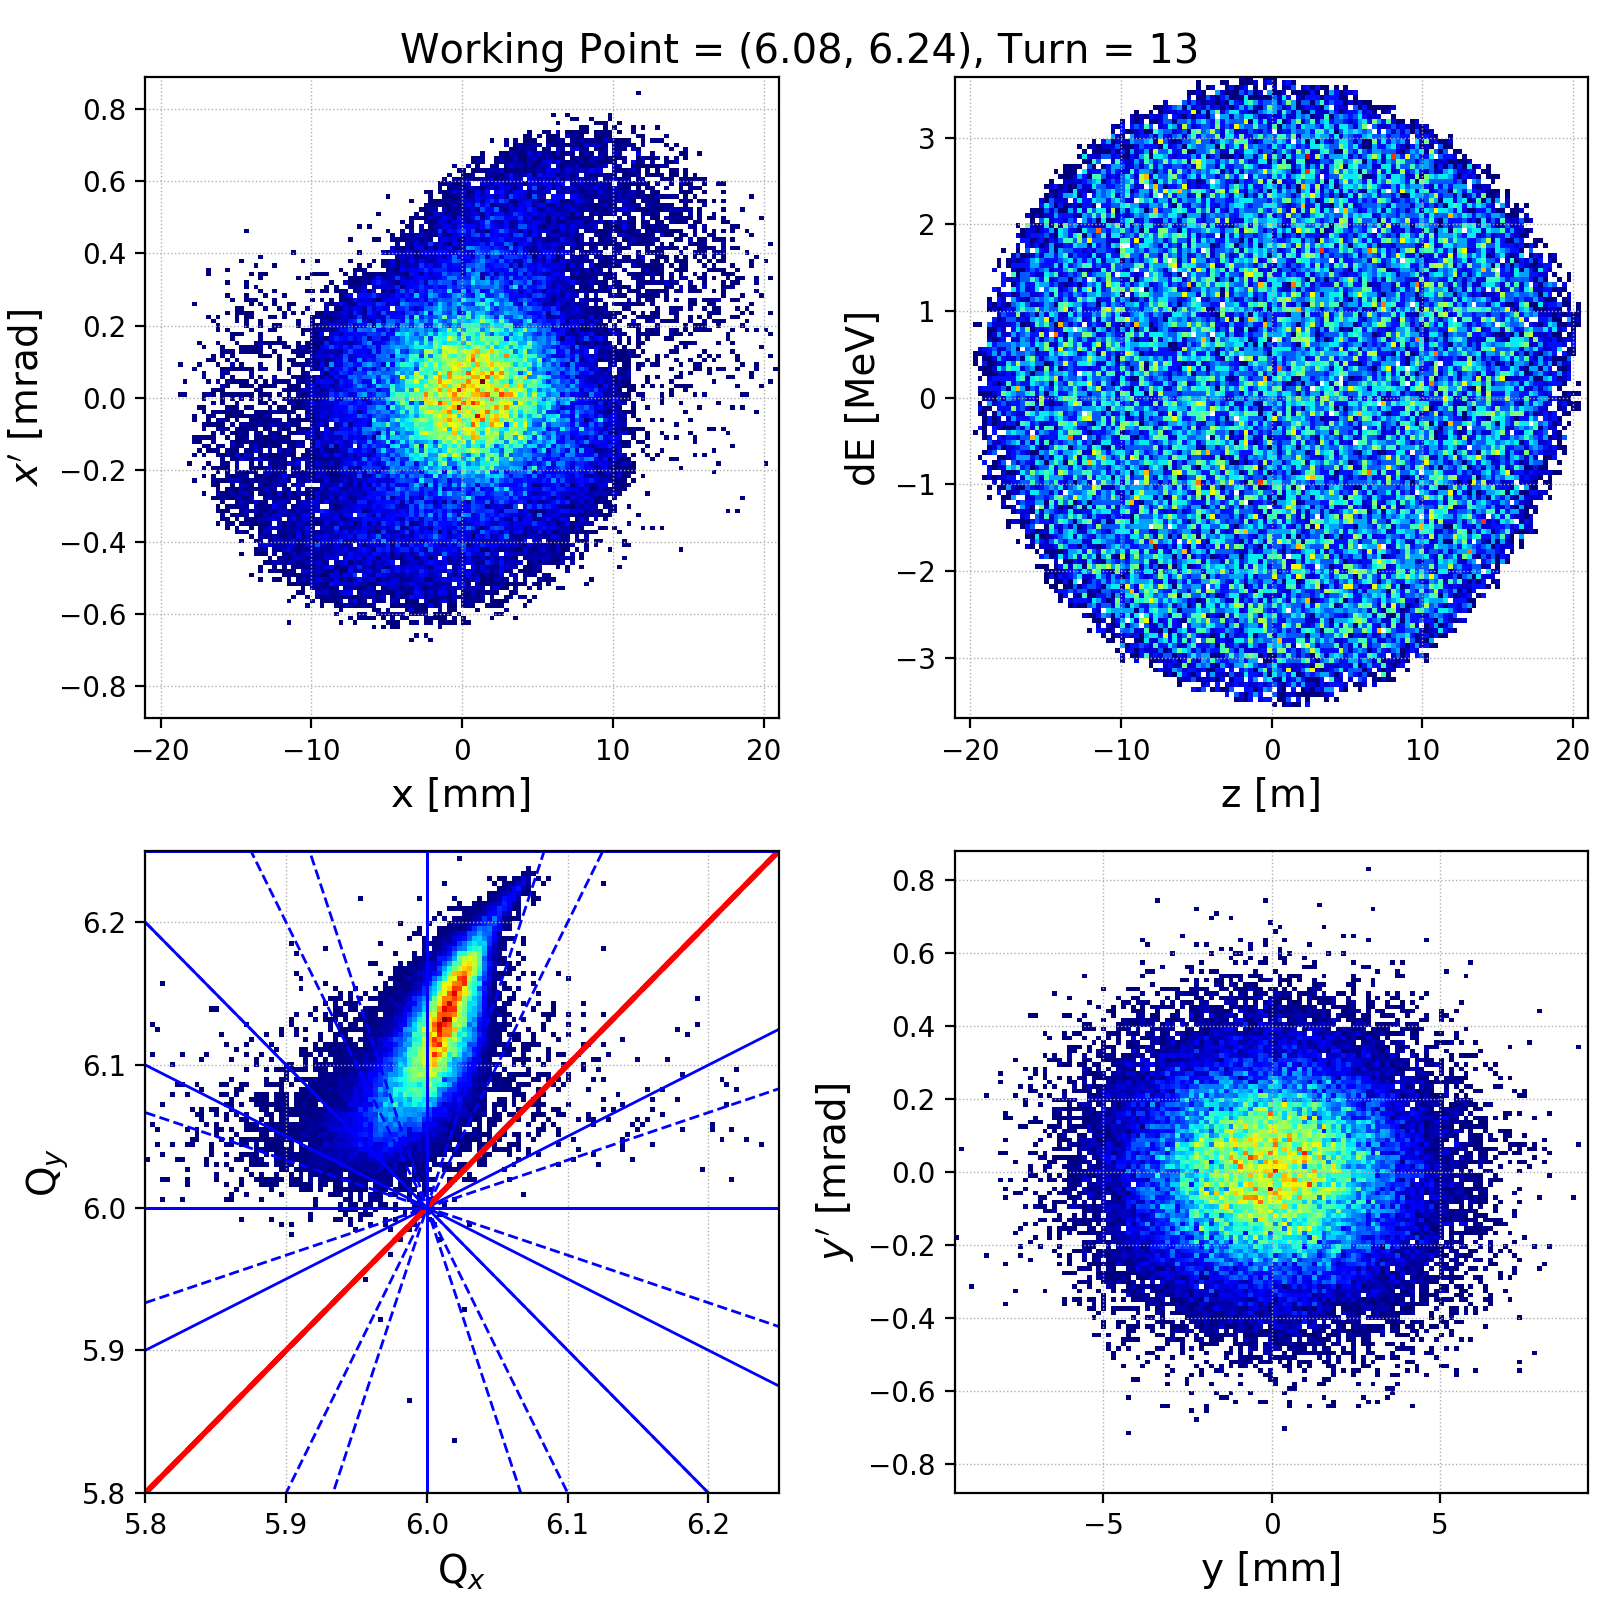 Working Point = (6.08, 6.24), Turn = 13
0.8
0.6
0.4
0.2
0.0
−0.2
−0.4
−0.6
−0.8
x′ [mrad]
−20 −10 0 10 20
x [mm]
3
2
1
0
−1
−2
−3
dE [MeV]
−20 −10 0 10 20
z [m]
6.2
6.1
6.0
5.9
5.8
Qy
5.8 5.9 6.0 6.1 6.2
Qx
0.8
0.6
0.4
0.2
0.0
−0.2
−0.4
−0.6
−0.8
y′ [mrad]
−5 0 5
y [mm]